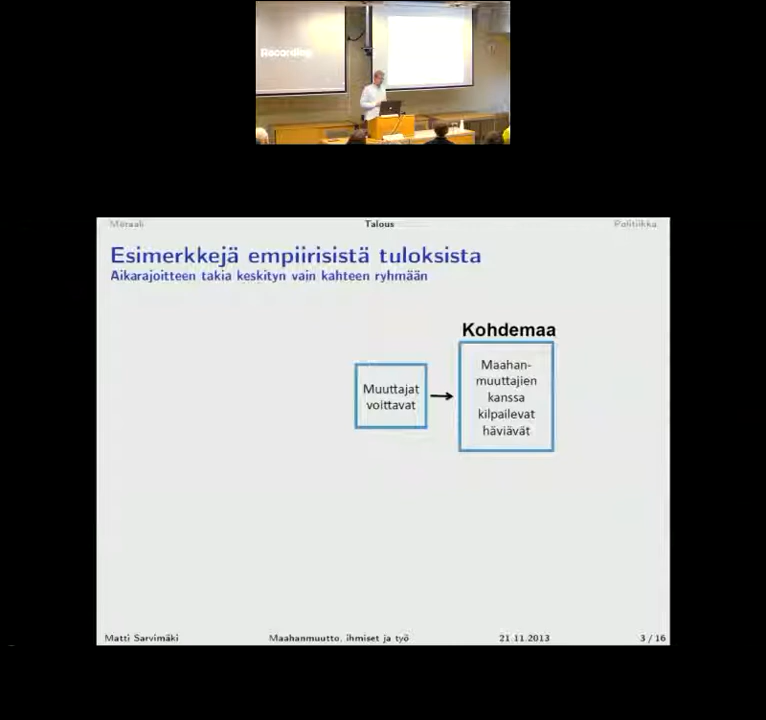 Recording
Moraali
Talous
Politiikka
Esimerkkejä empiirisistä tuloksista
Aikarajoitteen takia keskityn vain kahteen ryhmään
Kohdemaa
Muuttajat
voittavat
Maahan-
muuttajien
kanssa
kilpailevat
häviävät
Matti Sarvimäki
Maahanmuutto, ihmiset ja työ
21.11.2013
3 / 16